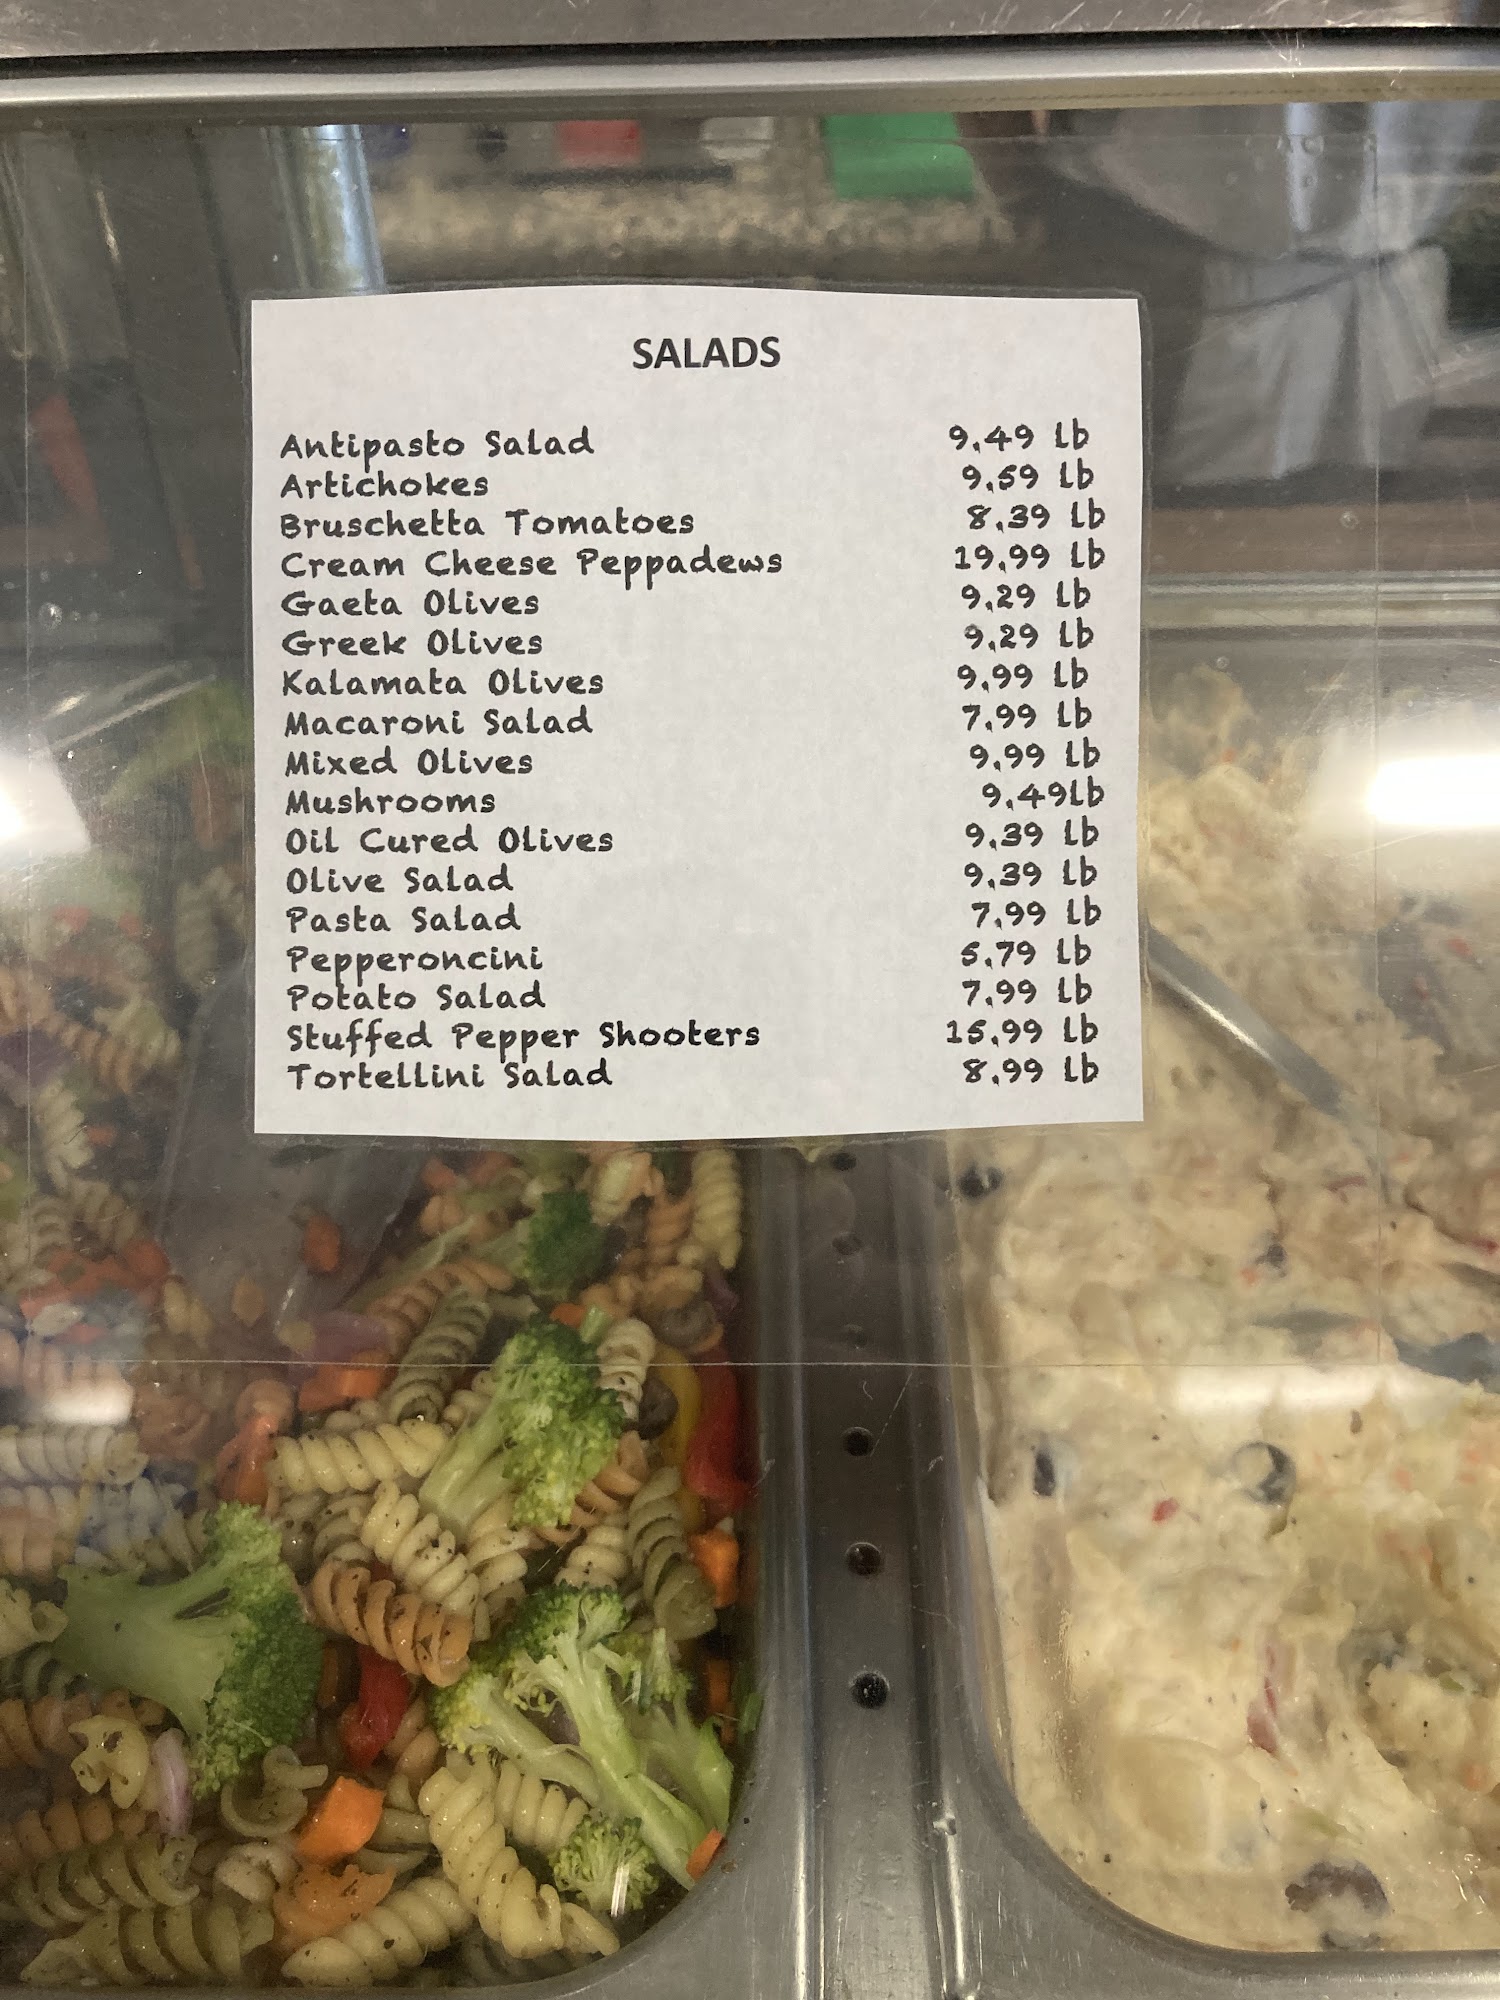 SALADS
Antipasto Salad 9.49 lb
Artichokes 9.59 lb
Bruschetta Tomatoes 8.39 lb
Cream Cheese Peppadews 19.99 lb
Gaeta Olives 9.29 lb
Greek Olives 9.29 lb
Kalamata Olives 9.99 lb
Macaroni Salad 7.99 lb
Mixed Olives 9.99 lb
Mushrooms 9.49lb
Oil Cured Olives 9.39 lb
Olive Salad 9.39 lb
Pasta Salad 7.99 lb
Pepperoncini 5.79 lb
Potato Salad 7.99 lb
Stuffed Pepper Shooters 15.99 lb
Tortellini Salad 8.99 lb